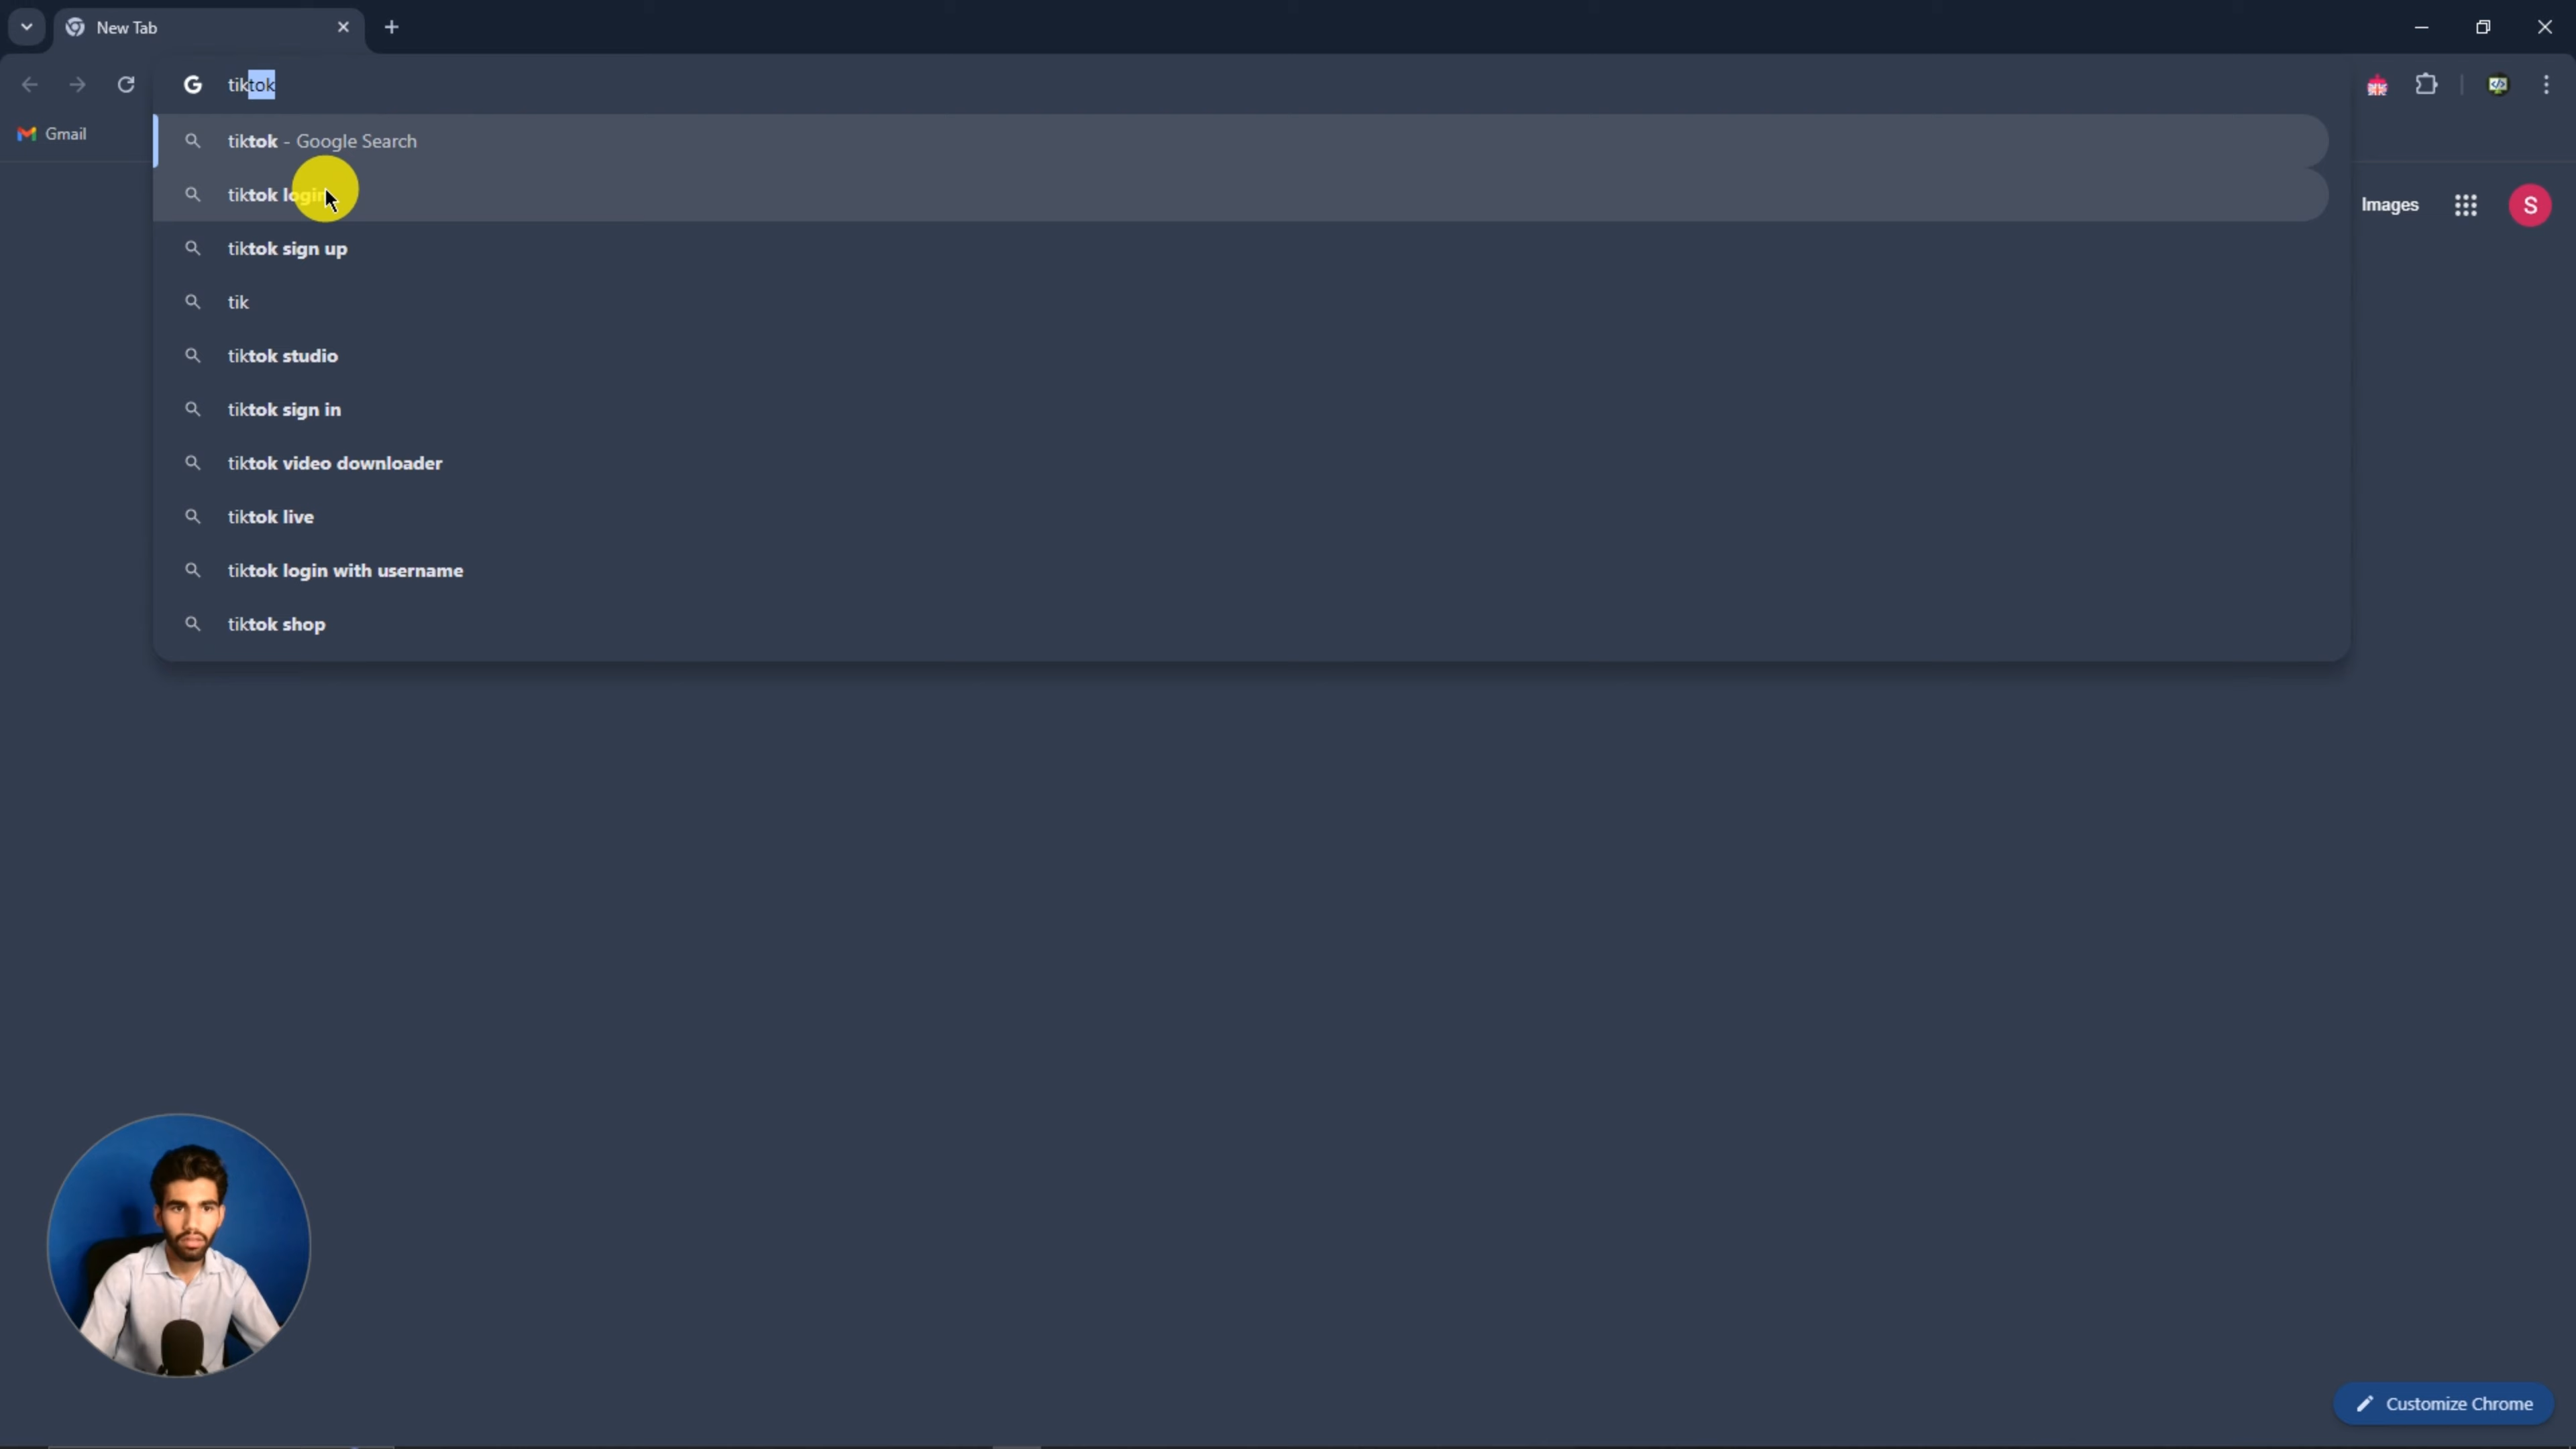 New Tab
tiktok
Gmail
tiktok - Google Search
tiktok login
Images
S
tiktok sign up
tik
tiktok studio
tiktok sign in
tiktok video downloader
tiktok live
tiktok login with username
tiktok shop
Customize Chrome